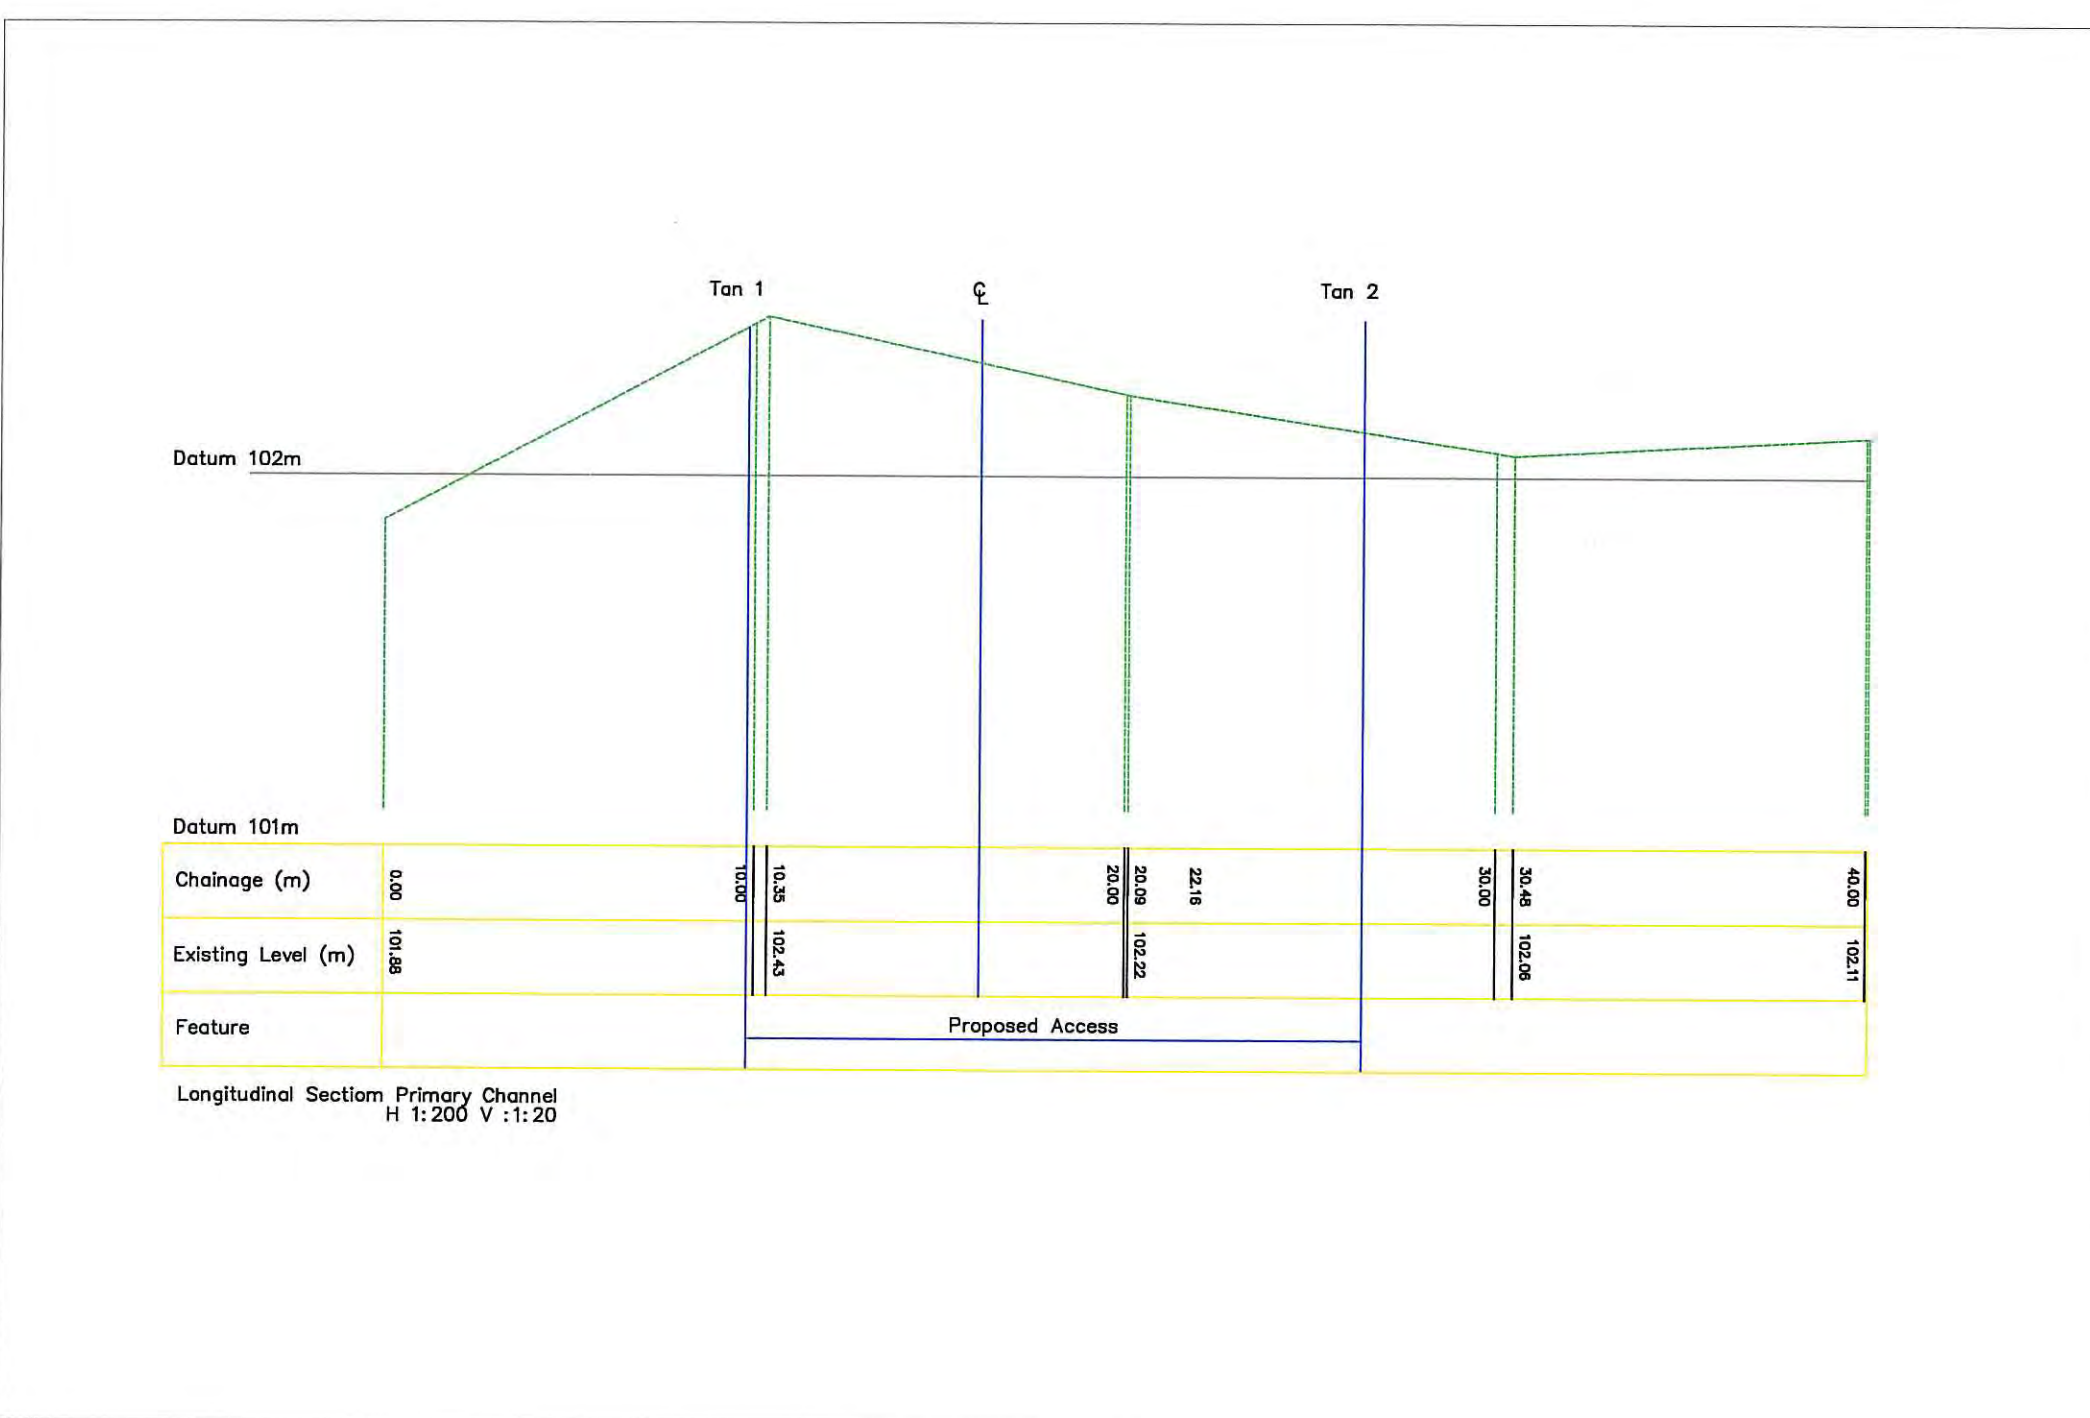 Tan 1
℄
Tan 2
Datum 102m
Datum 101m
Chainage (m) 0.00 10.00 10.35 20.00 20.09 22.16 30.00 30.48 40.00
Existing Level (m) 101.88 102.43 102.22 102.06 102.11
Feature Proposed Access
Longitudinal Sectiom Primary Channel
H 1:200 V :1:20